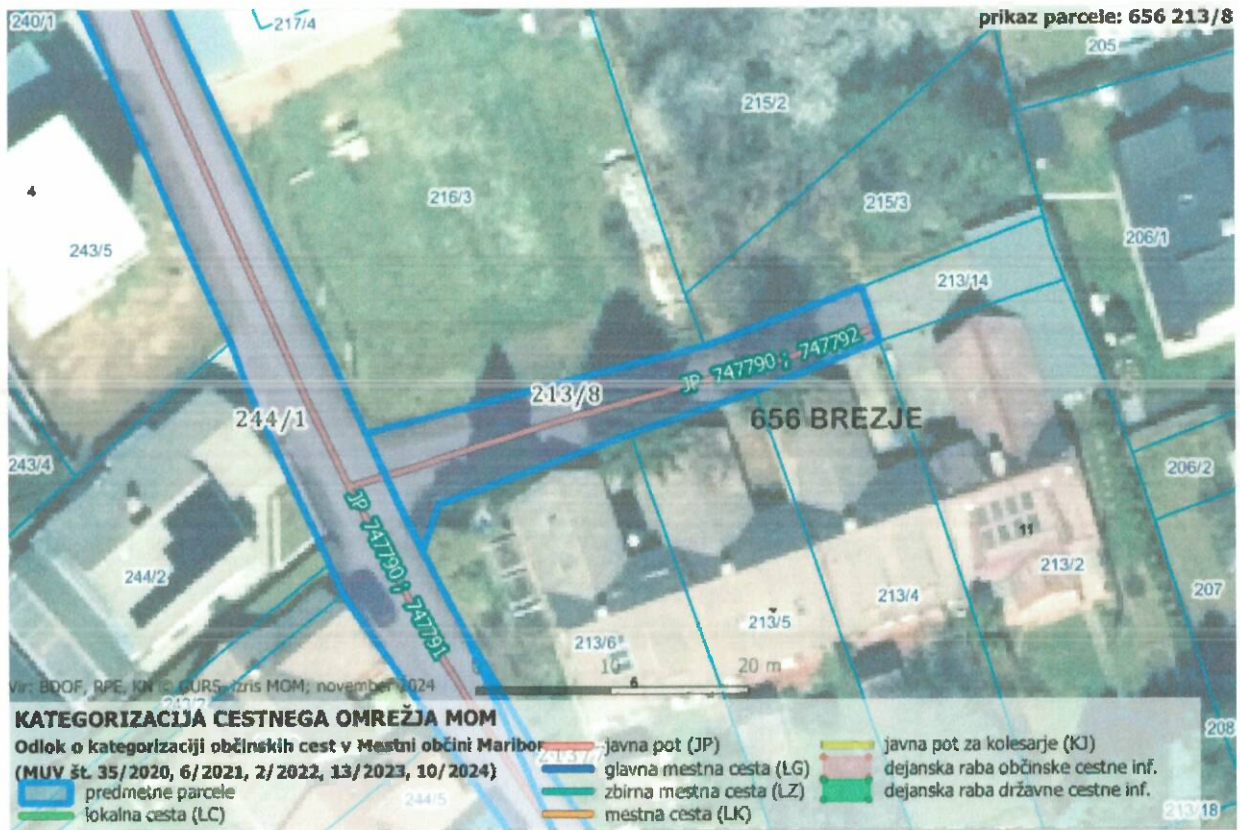 prikaz parcele: 656 213/8
240/1
217/4
205
215/2
4
216/3
215/3
243/5
206/1
213/14
JP 747790 ; 747792
213/8
244/1
656 BREZJE
243/4
206/2
JP 747790 ; 747791
11
244/2
213/2
207
213/4
213/5
213/6
10
20 m
6
Vir: BDOF, RPE, KN © GURS, izris MOM; november 2024
243/2
KATEGORIZACIJA CESTNEGA OMREŽJA MOM
208
Odlok o kategorizaciji občinskih cest v Mestni občini Maribor
(MUV št. 35/2020, 6/2021, 2/2022, 13/2023, 10/2024)
predmetne parcele
lokalna cesta (LC)
javna pot (JP)
glavna mestna cesta (LG)
zbirna mestna cesta (LZ)
mestna cesta (LK)
javna pot za kolesarje (KJ)
dejanska raba občinske cestne inf.
dejanska raba državne cestne inf.
244/5
213/18